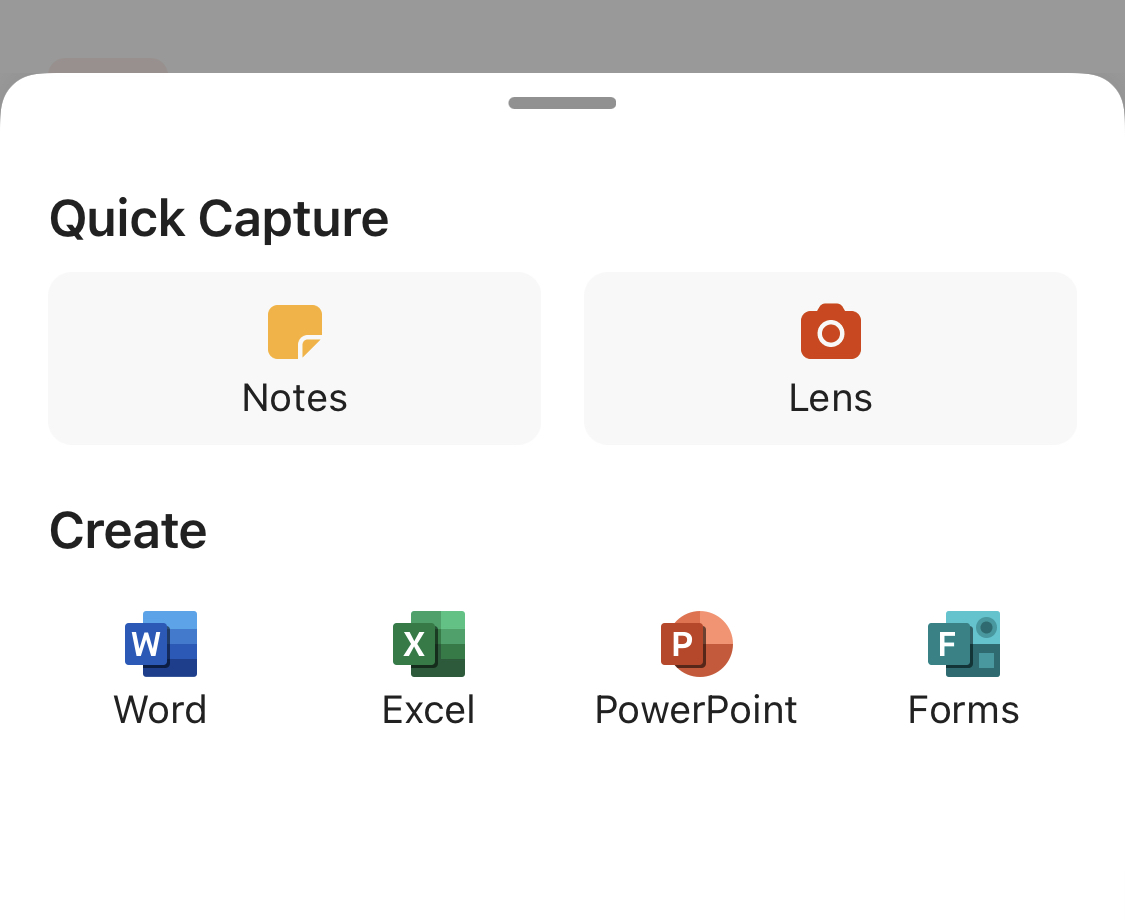 Quick Capture
Notes
Lens
Create
W
X
P
F
Word
Excel
PowerPoint
Forms